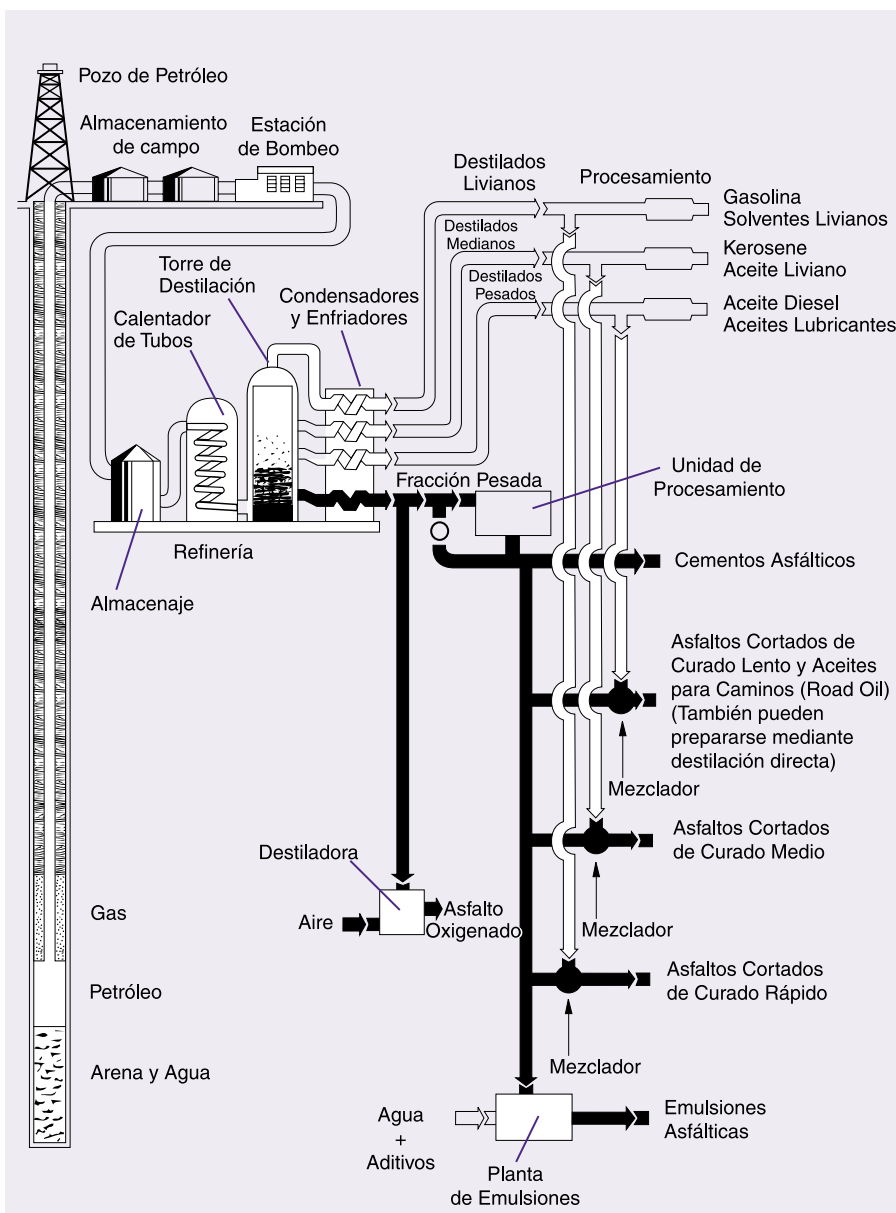 Pozo de Petróleo
Almacenamiento
de campo
Estación
de Bombeo
Destilados
Livianos
Procesamiento
Gasolina
Solventes Livianos
Destilados
Medianos
Kerosene
Aceite Liviano
Destilados
Pesados
Aceite Diesel
Aceites Lubricantes
Torre de
Destilación
Condensadores
y Enfriadores
Calentador
de Tubos
Fracción Pesada
Unidad de
Procesamiento
Refinería
Cementos Asfálticos
Almacenaje
Asfaltos Cortados de
Curado Lento y Aceites
para Caminos (Road Oil)
(También pueden
prepararse mediante
destilación directa)
Mezclador
Asfaltos Cortados
de Curado Medio
Destiladora
Gas
Aire
Asfalto
Oxigenado
Mezclador
Petróleo
Asfaltos Cortados
de Curado Rápido
Arena y Agua
Mezclador
Agua
+
Aditivos
Emulsiones
Asfálticas
Planta
de Emulsiones